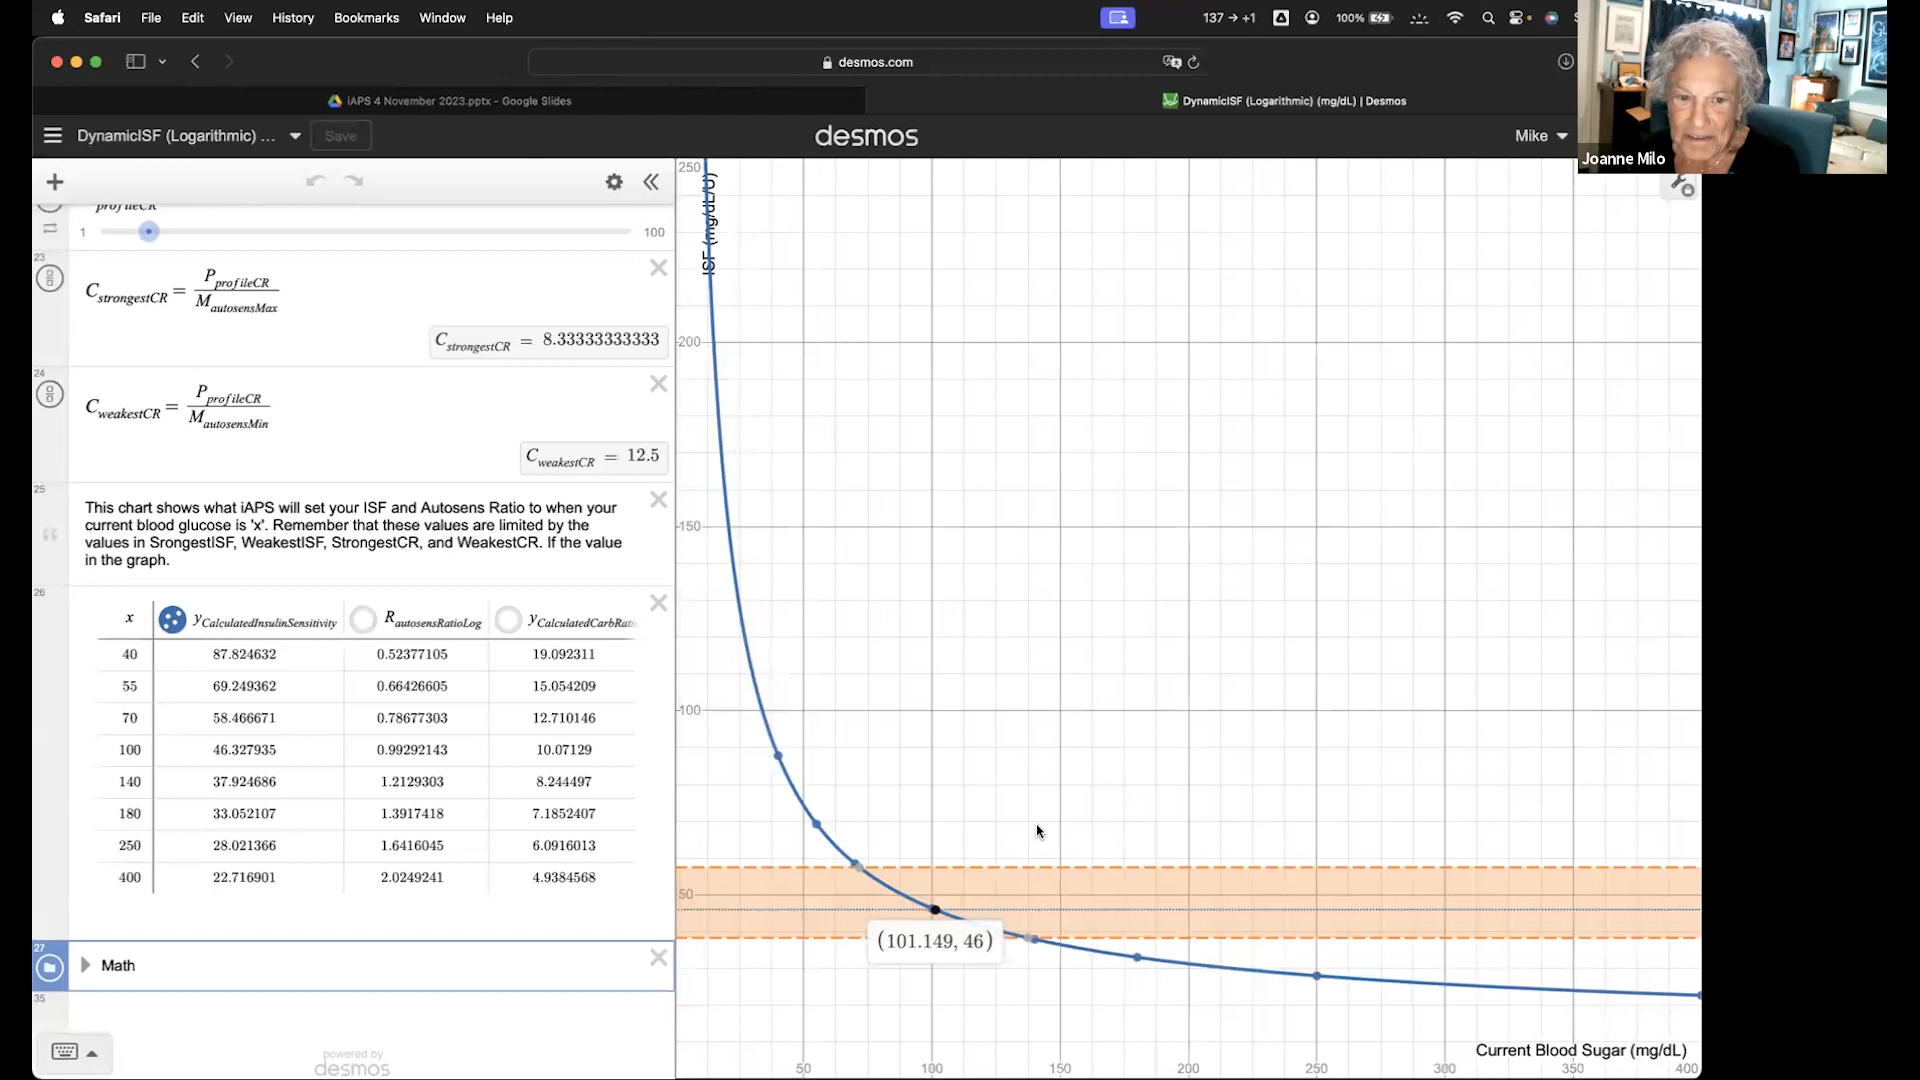 Safari File Edit View History Bookmarks Window Help
137 → +1
100%
desmos.com
iAPS 4 November 2023.pptx - Google Slides
DynamicISF (Logarithmic) (mg/dL) | Desmos
DynamicISF (Logarithmic) ...
Save
desmos
Mike
Joanne Milo
profileCR
1
100
23
C_strongestCR = P_profileCR / M_autosensMax
C_strongestCR = 8.33333333333
24
C_weakestCR = P_profileCR / M_autosensMin
C_weakestCR = 12.5
25
This chart shows what iAPS will set your ISF and Autosens Ratio to when your
current blood glucose is 'x'. Remember that these values are limited by the
values in SrongestISF, WeakestISF, StrongestCR, and WeakestCR. If the value
in the graph.
26
x y_CalculatedInsulinSensitivity R_autosensRatioLog y_CalculatedCarbRati
40 87.824632 0.52377105 19.092311
55 69.249362 0.66426605 15.054209
70 58.466671 0.78677303 12.710146
100 46.327935 0.99292143 10.07129
140 37.924686 1.2129303 8.244497
180 33.052107 1.3917418 7.1852407
250 28.021366 1.6416045 6.0916013
400 22.716901 2.0249241 4.9384568
27
Math
35
powered by
desmos
ISF (mg/dL/U)
250
200
150
100
50
(101.149, 46)
Current Blood Sugar (mg/dL)
50 100 150 200 250 300 350 400